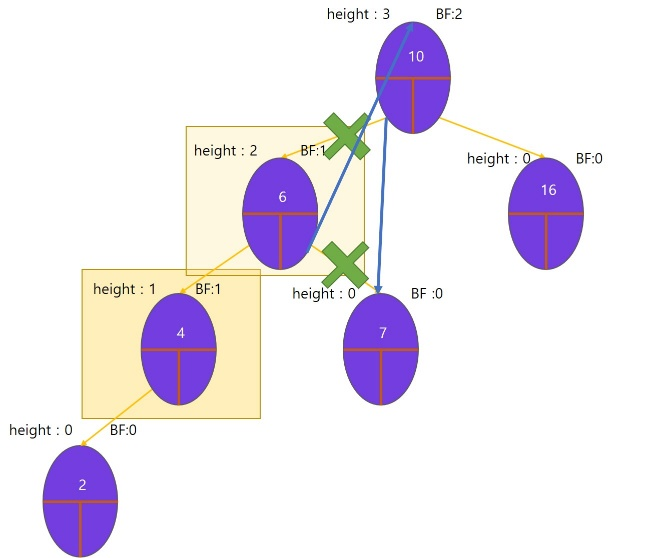 height : 3 BF:2
10
height : 2 BF:1
height : 0 BF:0
6
16
height : 1 BF:1
height : 0 BF :0
4
7
height : 0 BF:0
2